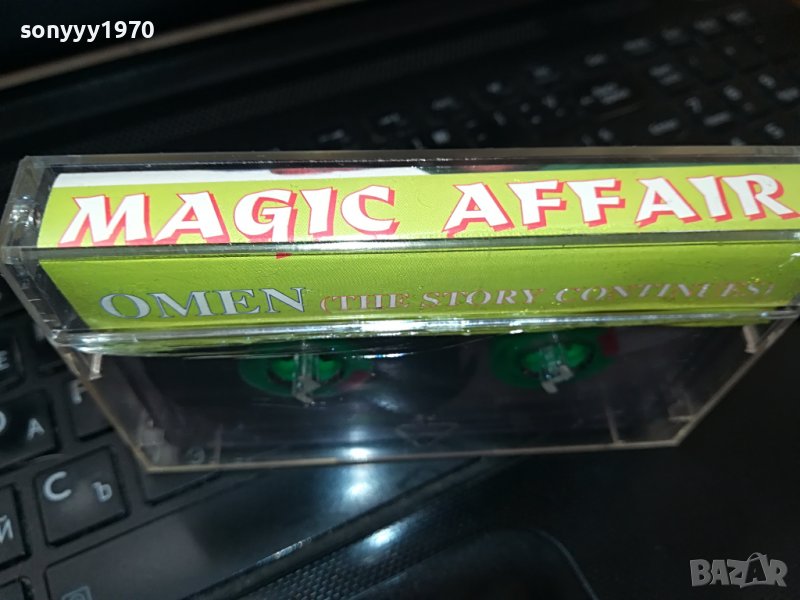 sonyyy1970
MAGIC AFFAIR
OMEN (THE STORY CONTINUES)
Е
А
С Ъ
Й
BAZAR